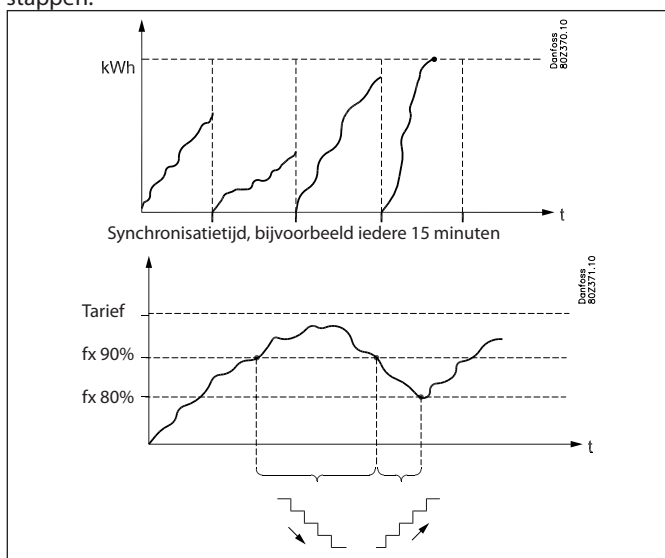 stappen.
kWh
Danfoss
80Z370.10
t
Synchronisatietijd, bijvoorbeeld iedere 15 minuten
Danfoss
80Z371.10
Tarief
fx 90%
fx 80%
t